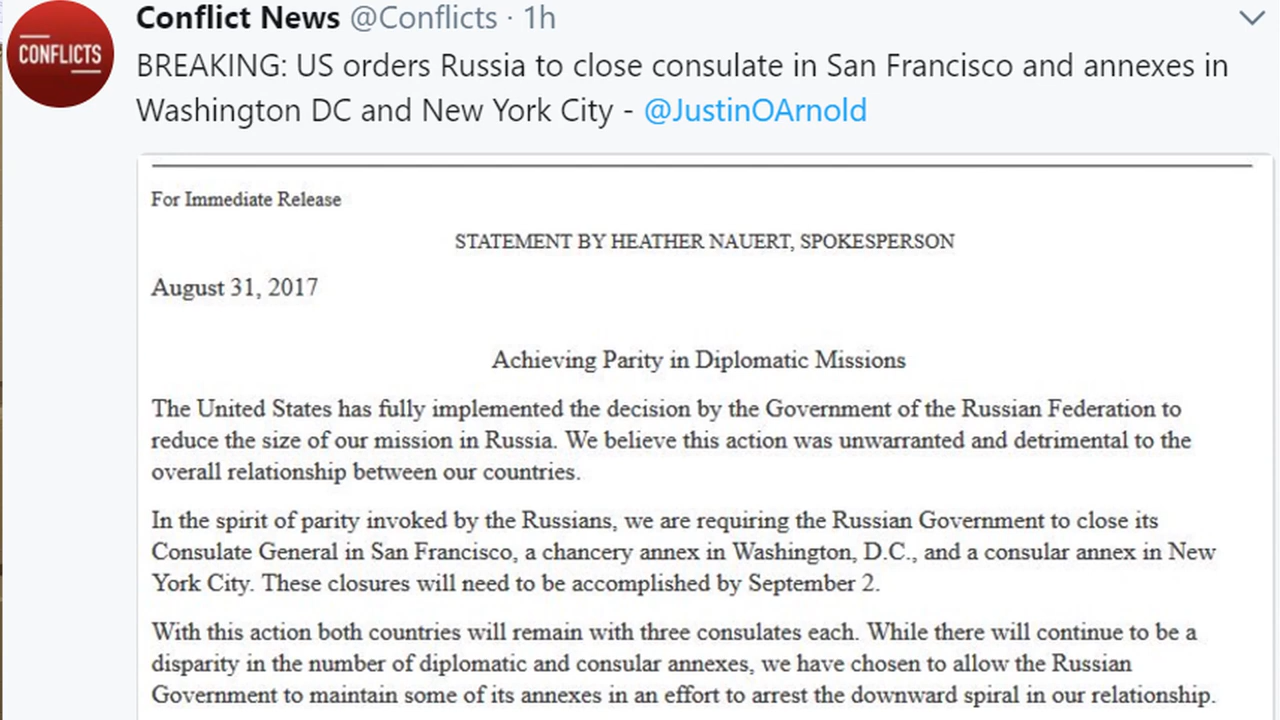 CONFLICTS
Conflict News @Conflicts · 1h
BREAKING: US orders Russia to close consulate in San Francisco and annexes in
Washington DC and New York City - @JustinOArnold
For Immediate Release
STATEMENT BY HEATHER NAUERT, SPOKESPERSON
August 31, 2017
Achieving Parity in Diplomatic Missions
The United States has fully implemented the decision by the Government of the Russian Federation to
reduce the size of our mission in Russia. We believe this action was unwarranted and detrimental to the
overall relationship between our countries.
In the spirit of parity invoked by the Russians, we are requiring the Russian Government to close its
Consulate General in San Francisco, a chancery annex in Washington, D.C., and a consular annex in New
York City. These closures will need to be accomplished by September 2.
With this action both countries will remain with three consulates each. While there will continue to be a
disparity in the number of diplomatic and consular annexes, we have chosen to allow the Russian
Government to maintain some of its annexes in an effort to arrest the downward spiral in our relationship.